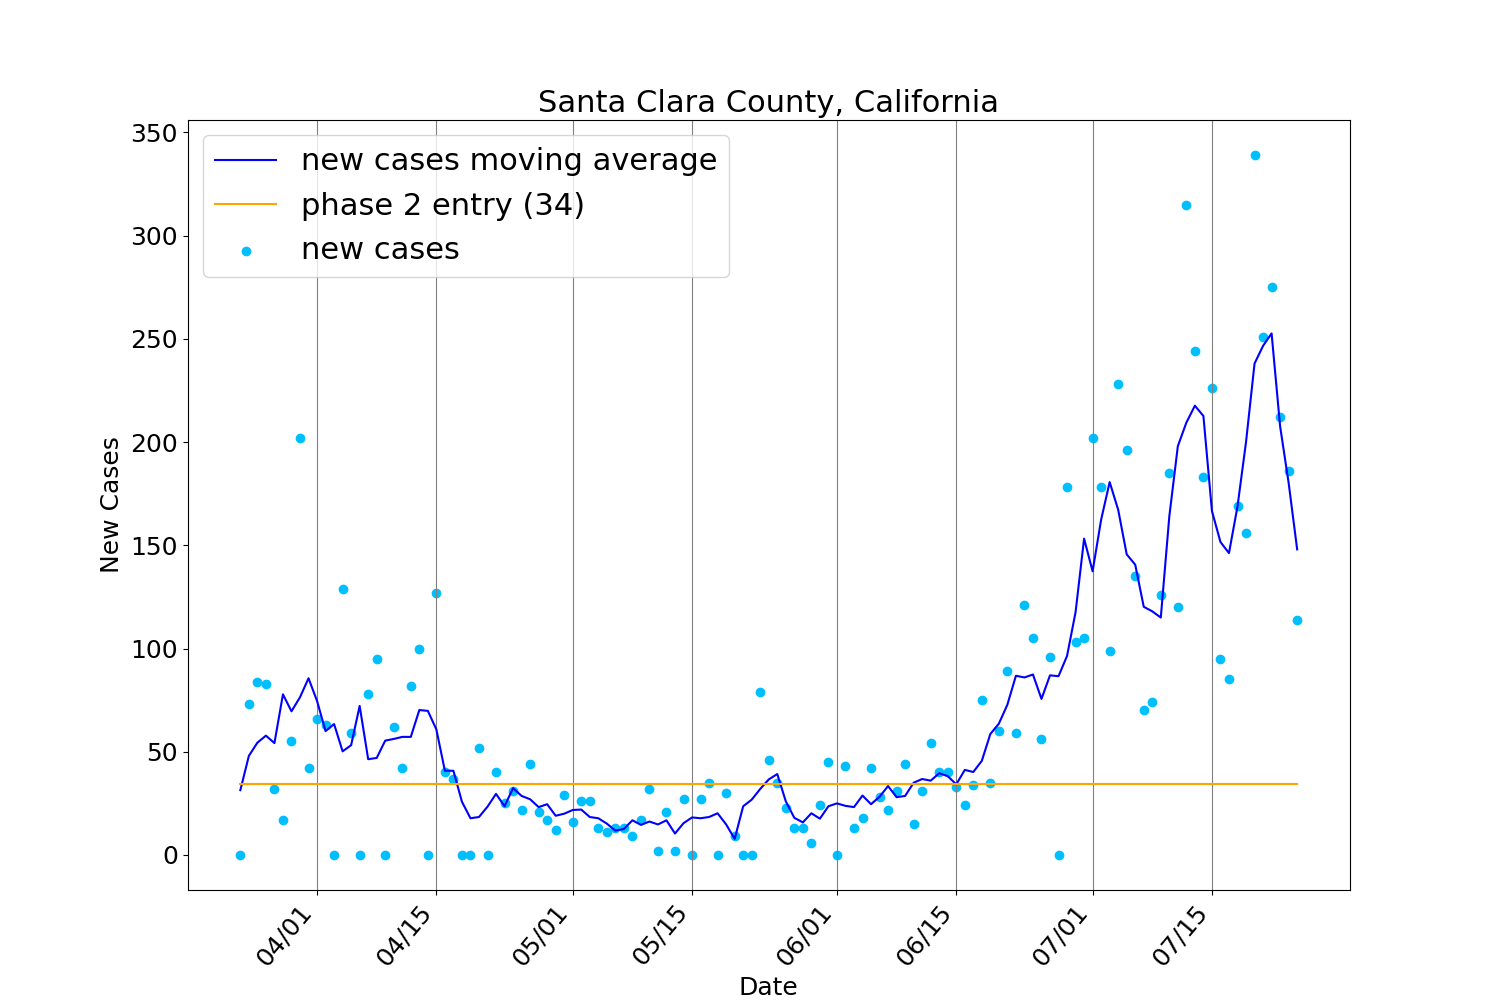 Santa Clara County, California
350
300
250
200
150
100
50
0
New Cases
new cases moving average
phase 2 entry (34)
new cases
04/01
04/15
05/01
05/15
06/01
06/15
07/01
07/15
Date